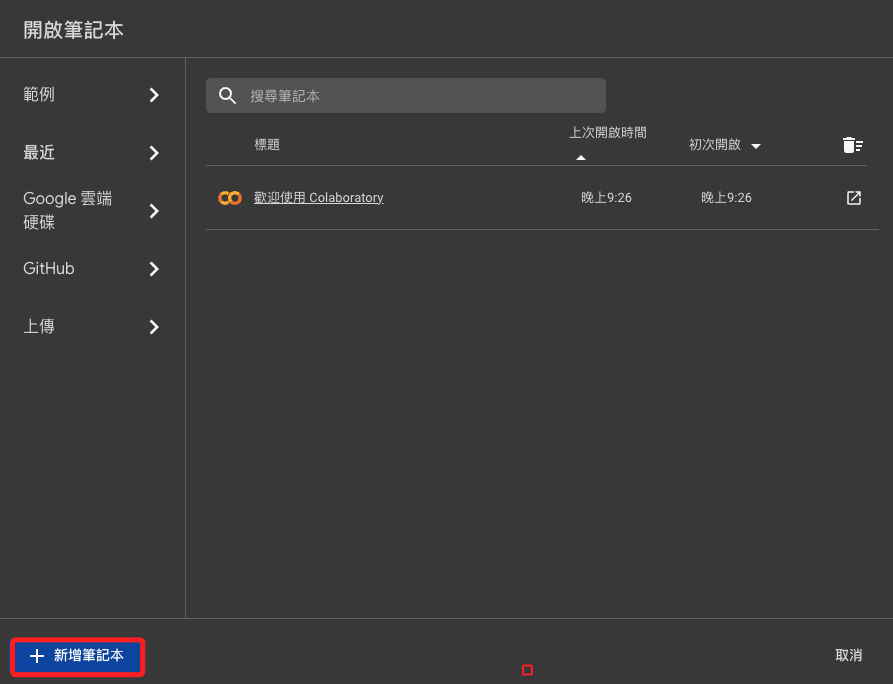 開啟筆記本
範例
最近
Google 雲端
硬碟
GitHub
上傳
搜尋筆記本
標題
上次開啟時間
初次開啟
歡迎使用 Colaboratory
晚上9:26
晚上9:26
新增筆記本
取消